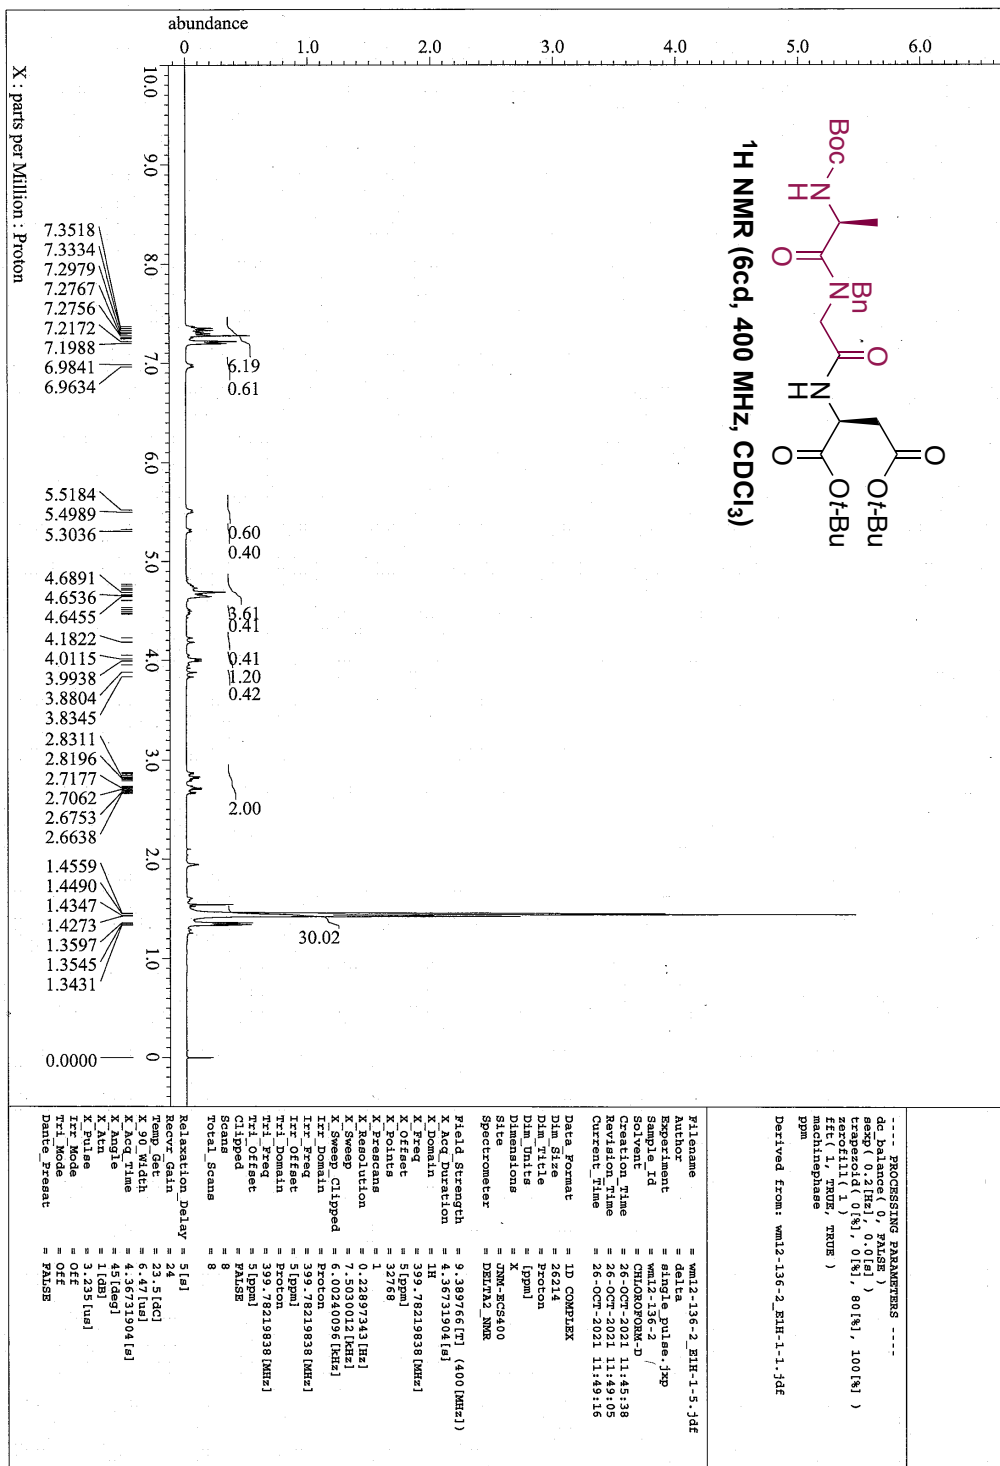 abundance
0 1.0 2.0 3.0 4.0 5.0 6.0
Boc
N
H
O
N
Bn
O
N
H
O
Ot-Bu
O
Ot-Bu
¹H NMR (6cd, 400 MHz, CDCl₃)
6.19
0.61
0.60
0.40
3.61
0.41
0.41
1.20
0.42
2.00
30.02
10.0 9.0 8.0 7.0 6.0 5.0 4.0 3.0 2.0 1.0 0
7.3518
7.3334
7.2979
7.2767
7.2756
7.2172
7.1988
6.9841
6.9634
5.5184
5.4989
5.3036
4.6891
4.6536
4.6455
4.1822
4.0115
3.9938
3.8804
3.8345
2.8311
2.8196
2.7177
2.7062
2.6753
2.6638
1.4559
1.4490
1.4347
1.4273
1.3597
1.3545
1.3431
0.0000
X : parts per Million : Proton
---- PROCESSING PARAMETERS ----
dc_balance( 0, FALSE )
sexp( 0.2[Hz], 0.0[s] )
trapezoid( 0[%], 0[%], 80[%], 100[%] )
zerofill( 1 )
fft( 1, TRUE, TRUE )
machinephase
ppm
Derived from: wm12-136-2_E1H-1-1.jdf
Filename = wm12-136-2_E1H-1-5.jdf
Author = delta
Experiment = single_pulse.jxp
Sample_Id = wm12-136-2
Solvent = CHLOROFORM-D
Creation_Time = 26-OCT-2021 11:45:38
Revision_Time = 26-OCT-2021 11:49:05
Current_Time = 26-OCT-2021 11:49:16
Data_Format = 1D COMPLEX
Dim_Size = 26214
Dim_Title = Proton
Dim_Units = [ppm]
Dimensions = X
Site = JNM-ECS400
Spectrometer = DELTA2_NMR
Field_Strength = 9.389766[T] (400[MHz])
X_Acq_Duration = 4.36731904[s]
X_Domain = 1H
X_Freq = 399.78219838[MHz]
X_Offset = 5[ppm]
X_Points = 32768
X_Prescans = 1
X_Resolution = 0.22897343[Hz]
X_Sweep = 7.5030012[kHz]
X_Sweep_Clipped = 6.00240096[kHz]
Irr_Domain = Proton
Irr_Freq = 399.78219838[MHz]
Irr_Offset = 5[ppm]
Tri_Domain = Proton
Tri_Freq = 399.78219838[MHz]
Tri_Offset = 5[ppm]
Clipped = FALSE
Scans = 8
Total_Scans = 8
Relaxation_Delay = 5[s]
Recvr_Gain = 24
Temp_Get = 23.5[dC]
X_90_Width = 6.47[us]
X_Acq_Time = 4.36731904[s]
X_Angle = 45[deg]
X_Atn = 1[dB]
X_Pulse = 3.235[us]
Irr_Mode = Off
Tri_Mode = Off
Dante_Presat = FALSE